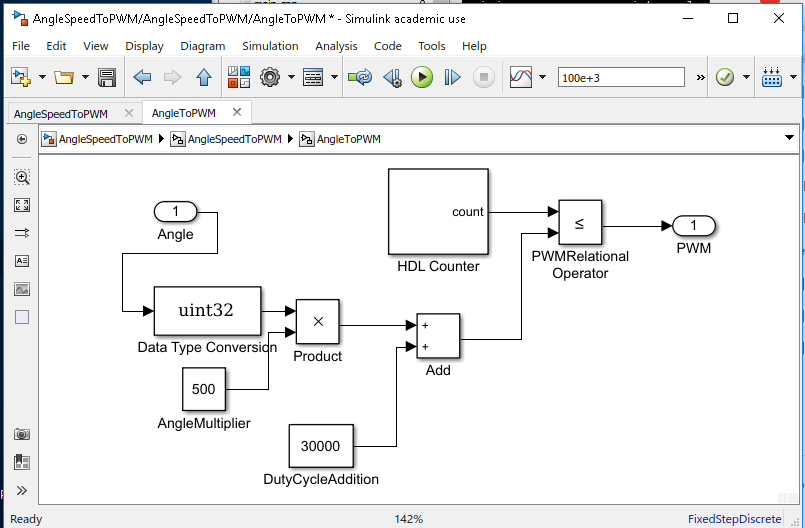 AngleSpeedToPWM/AngleSpeedToPWM/AngleToPWM * - Simulink academic use
File Edit View Display Diagram Simulation Analysis Code Tools Help
100e+3 »
AngleSpeedToPWM × AngleToPWM ×
AngleSpeedToPWM ▶ AngleSpeedToPWM ▶ AngleToPWM
1
Angle
count
HDL Counter
≤
PWMRelational
Operator
1
PWM
uint32
Data Type Conversion
×
Product
+
+
Add
500
AngleMultiplier
30000
DutyCycleAddition
Ready 142% FixedStepDiscrete